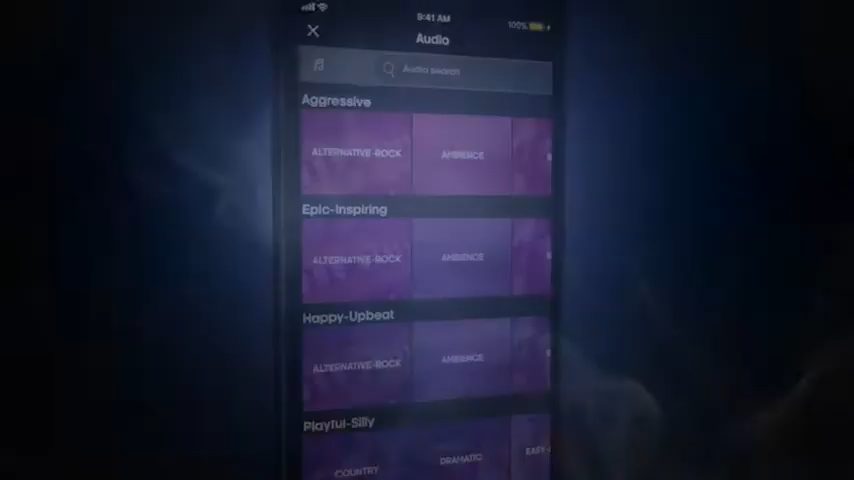 9:41 AM
100%
Audio
Audio search
Aggressive
ALTERNATIVE-ROCK
AMBIENCE
Epic-Inspiring
ALTERNATIVE-ROCK
AMBIENCE
Happy-Upbeat
ALTERNATIVE-ROCK
AMBIENCE
Playful-Silly
COUNTRY
DRAMATIC
EASY-